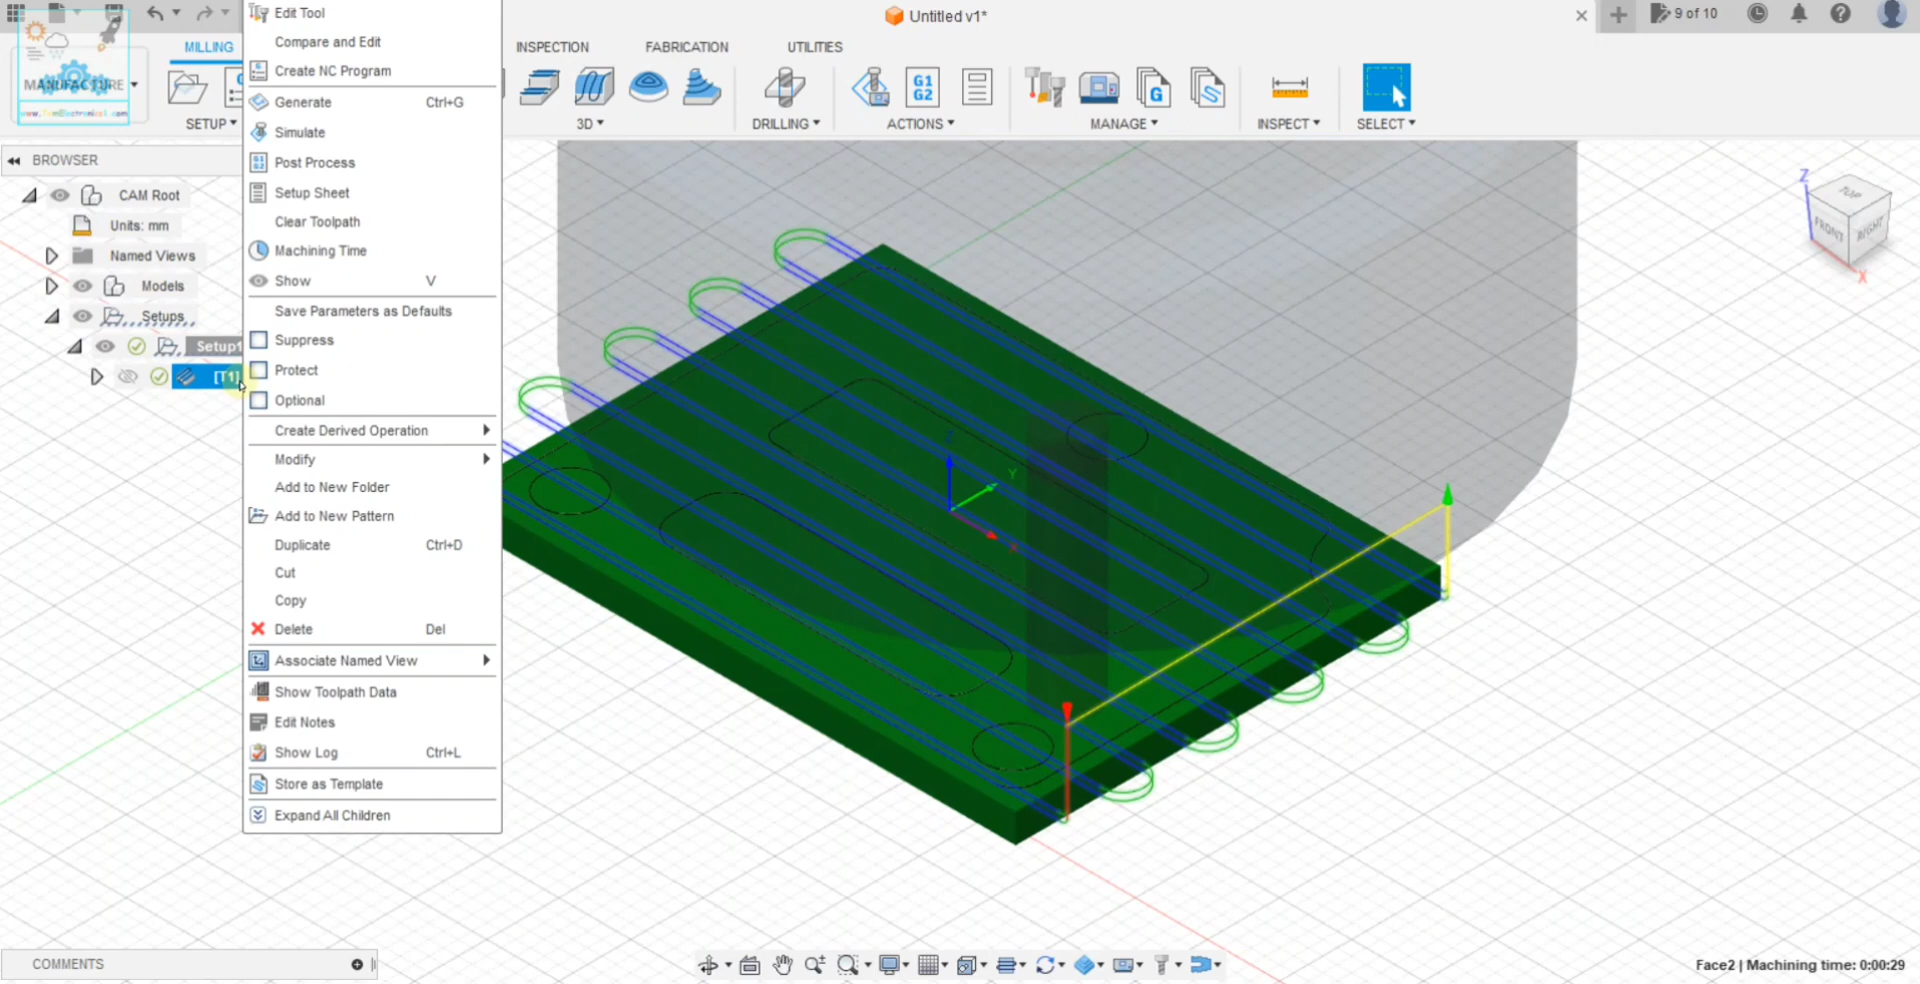 Untitled v1*
9 of 10
MILLING
INSPECTION
FABRICATION
UTILITIES
MANUFACTURE
SETUP
3D
DRILLING
G1
G2
ACTIONS
G
MANAGE
INSPECT
SELECT
BROWSER
CAM Root
Units: mm
Named Views
Models
Setups
Setup1
[T1]
Edit Tool
Compare and Edit
Create NC Program
Generate Ctrl+G
Simulate
Post Process
Setup Sheet
Clear Toolpath
Machining Time
Show V
Save Parameters as Defaults
Suppress
Protect
Optional
Create Derived Operation
Modify
Add to New Folder
Add to New Pattern
Duplicate Ctrl+D
Cut
Copy
Delete Del
Associate Named View
Show Toolpath Data
Edit Notes
Show Log Ctrl+L
Store as Template
Expand All Children
Z
TOP
FRONT
RIGHT
X
Y
X
COMMENTS
Face2 | Machining time: 0:00:29